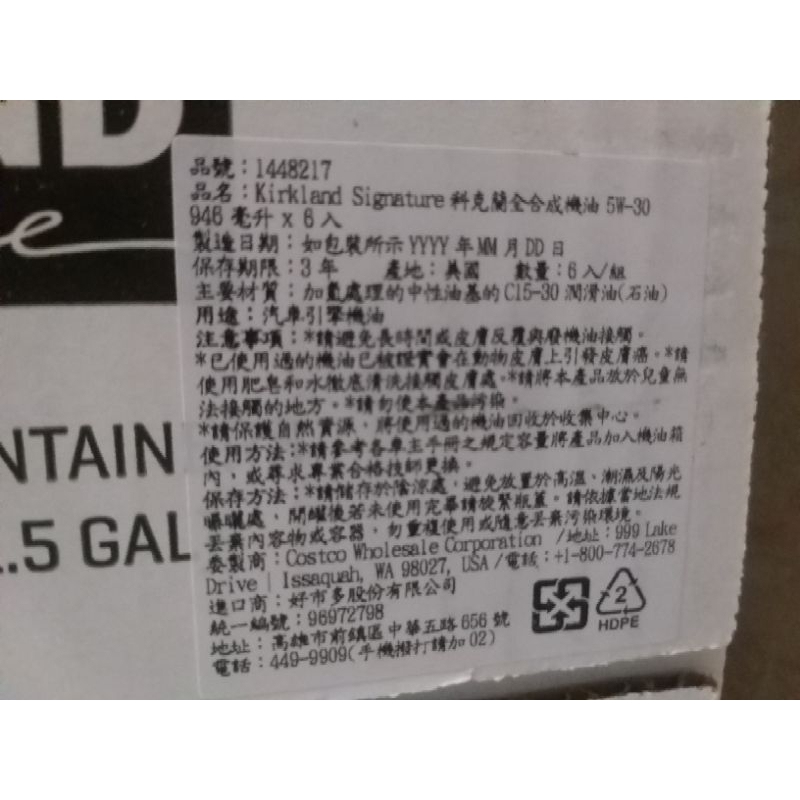 ND
e
NTAIN
.5 GAL
品號：1448217
品名：Kirkland Signature 科克蘭全合成機油 5W-30
946 毫升 x 6入
製造日期：如包裝所示 YYYY 年 MM 月 DD 日
保存期限：3 年 產地：美國 數量：6入/組
主要材質：加氫處理的中性油基的 C15-30 潤滑油(石油)
用途：汽車引擎機油
注意事項：*請避免長時間或皮膚反覆與廢機油接觸。
*已使用過的機油已被證實會在動物皮膚上引發皮膚癌。*請
使用肥皂和水徹底清洗接觸皮膚處。*請將本產品放於兒童無
法接觸的地方。*請勿使本產品污染。
*請保護自然資源，將使用過的機油回收於收集中心。
使用方法：*請參考各車主手冊之規定容量將產品加入機油箱
內，或尋求專業合格技師更換。
保存方法：*請儲存於陰涼處，避免放置於高溫、潮濕及陽光
曝曬處，開罐後若未使用完畢請旋緊瓶蓋。請依據當地法規
丟棄內容物或容器，勿重複使用或隨意丟棄污染環境。
委製商：Costco Wholesale Corporation /地址：999 Lake
Drive | Issaquah, WA 98027, USA /電話：+1-800-774-2678
進口商：好市多股份有限公司
統一編號：96972798
地址：高雄市前鎮區中華五路 656 號
電話：449-9909(手機撥打請加 02)
2
HDPE